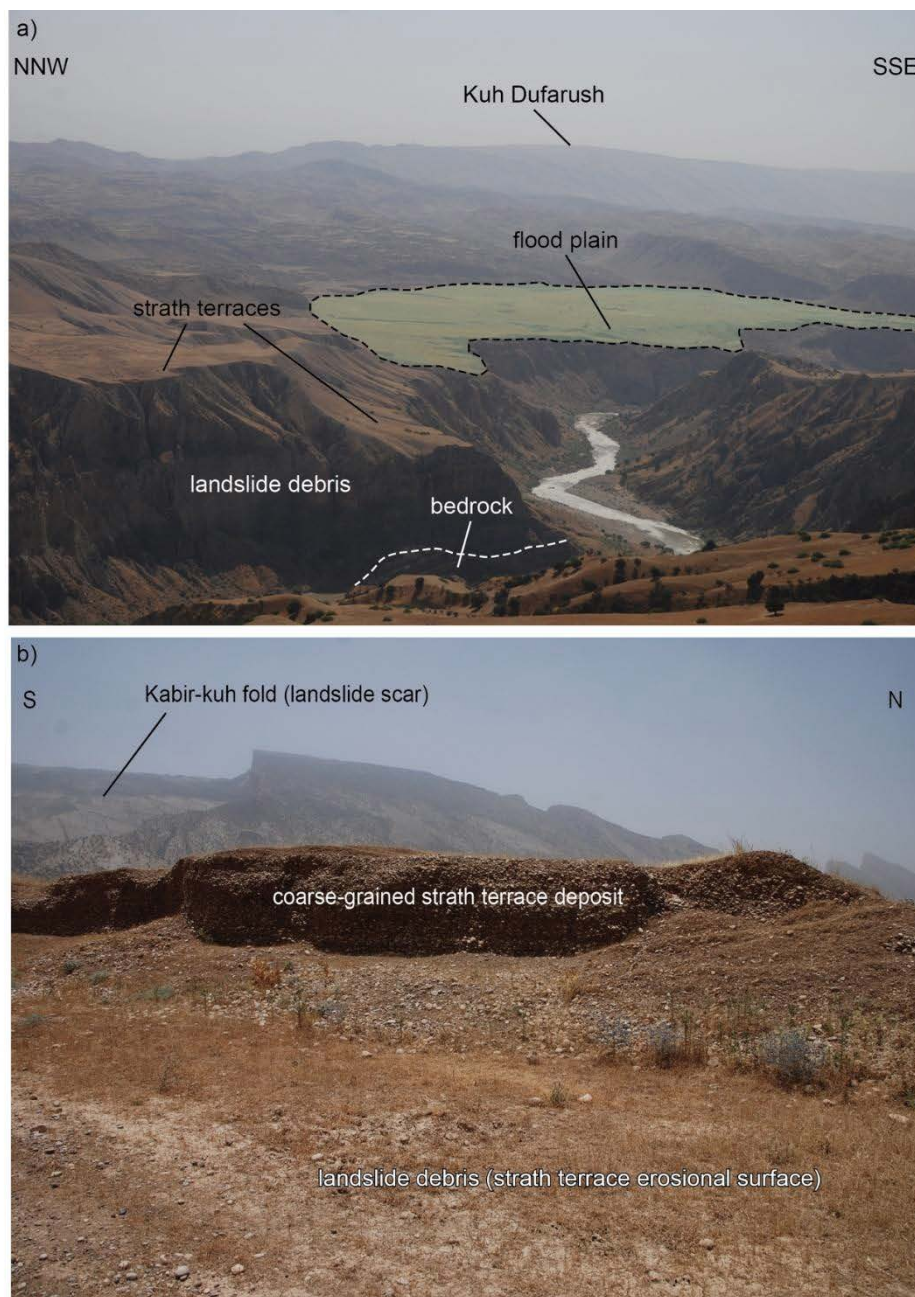 a)
NNW
SSE
Kuh Dufarush
flood plain
strath terraces
landslide debris
bedrock
b)
Kabir-kuh fold (landslide scar)
S
N
coarse-grained strath terrace deposit
landslide debris (strath terrace erosional surface)